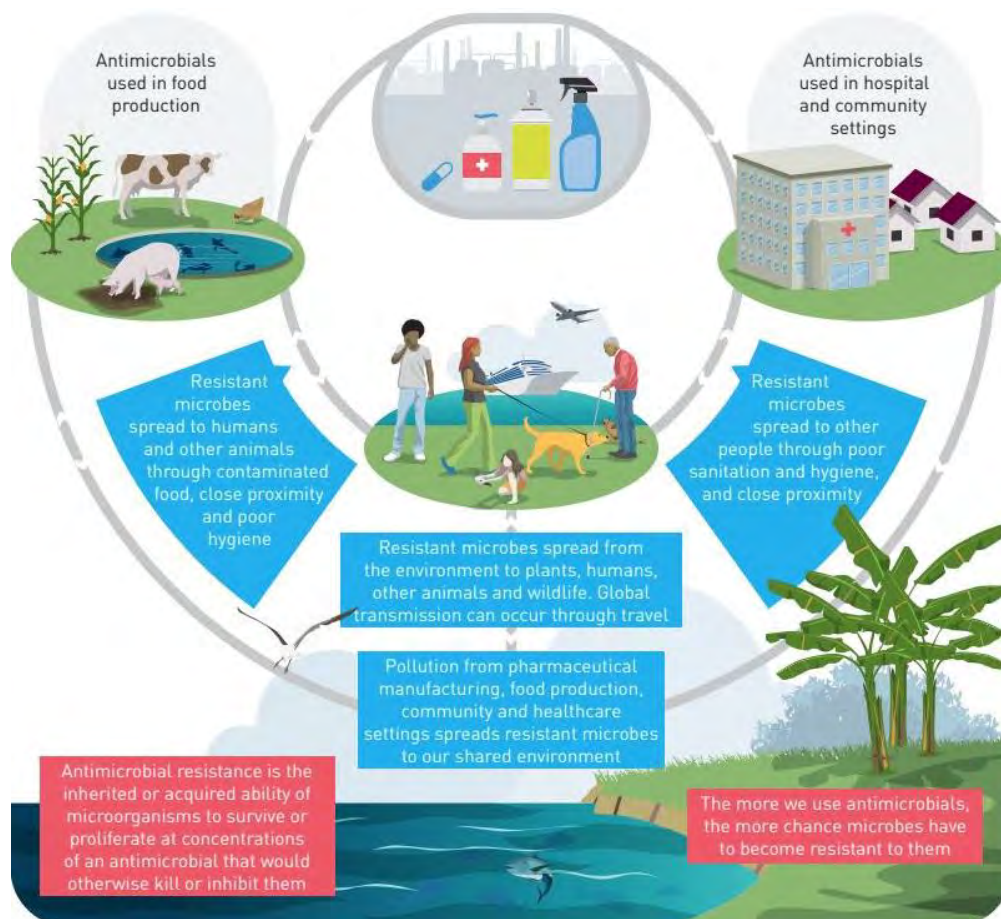 Antimicrobials
used in food
production
Antimicrobials
used in hospital
and community
settings
Resistant
microbes
spread to humans
and other animals
through contaminated
food, close proximity
and poor
hygiene
Resistant
microbes
spread to other
people through poor
sanitation and hygiene,
and close proximity
Resistant microbes spread from
the environment to plants, humans,
other animals and wildlife. Global
transmission can occur through travel
Pollution from pharmaceutical
manufacturing, food production,
community and healthcare
settings spreads resistant microbes
to our shared environment
Antimicrobial resistance is the
inherited or acquired ability of
microorganisms to survive or
proliferate at concentrations
of an antimicrobial that would
otherwise kill or inhibit them
The more we use antimicrobials,
the more chance microbes have
to become resistant to them